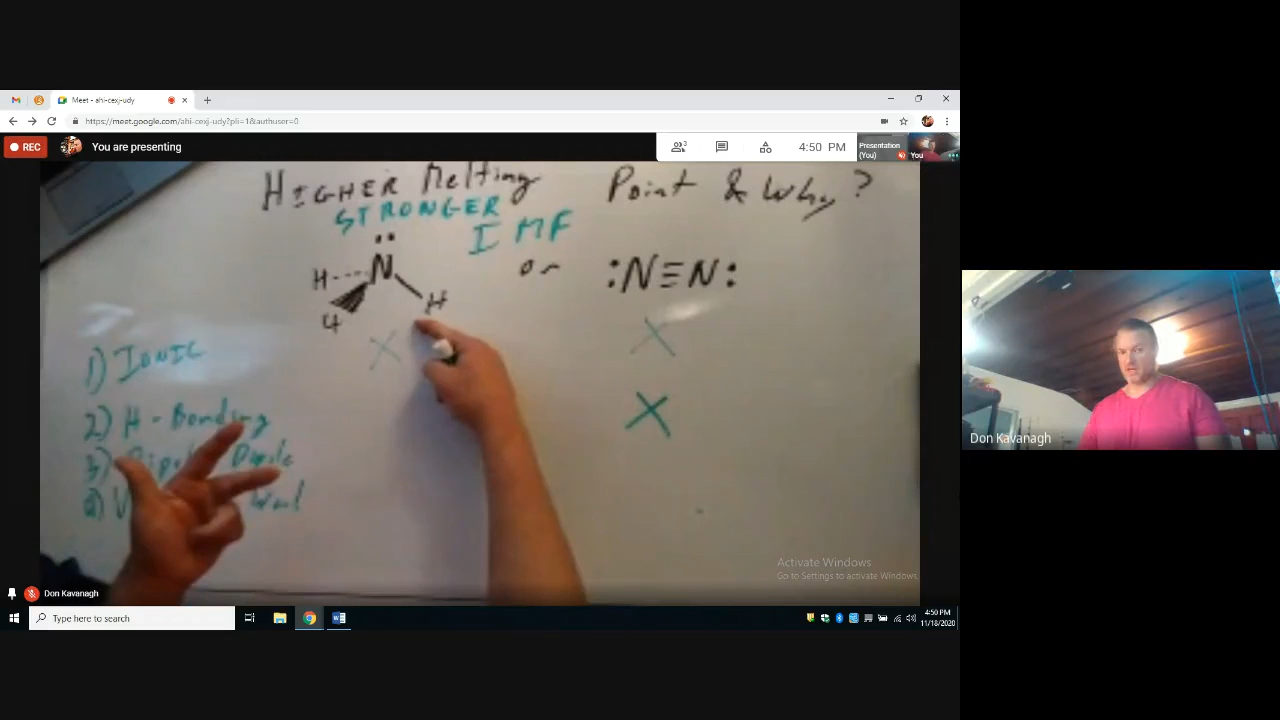 Meet - ahi-cexj-udy
https://meet.google.com/ahi-cexj-udy?pli=1&authuser=0
REC
You are presenting
3
4:50 PM
Presentation
(You)
You
HIGHER Melting Point & Why?
STRONGER
IMF
N
H
H
H
or
:N≡N:
X X
X
1) IONIC
2) H - Bonding
3) Dipole Dipole
Don Kavanagh
Activate Windows
Go to Settings to activate Windows.
Don Kavanagh
Type here to search
4:50 PM
11/18/2020